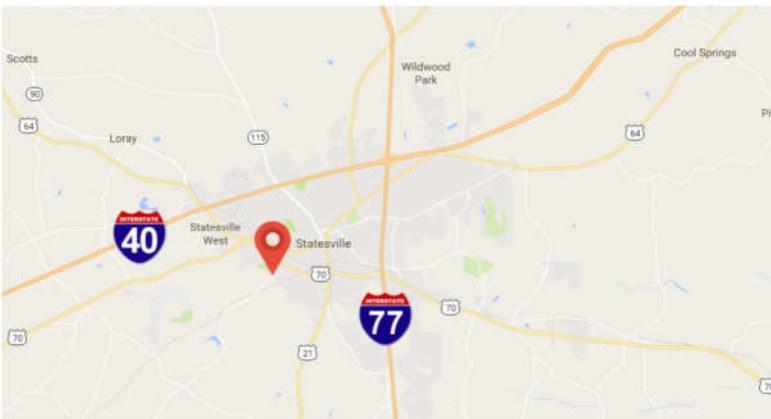 Scotts
Cool Springs
Wildwood
Park
90
64
Loray
115
64
INTERSTATE
40
Statesville
West
Statesville
70
INTERSTATE
77
70
70
21